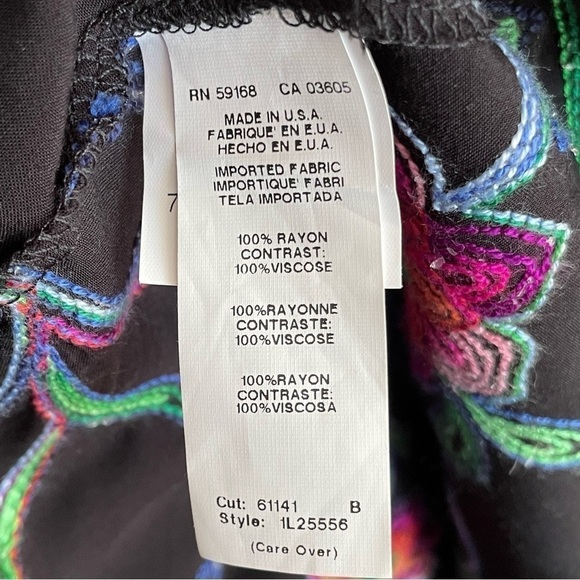 RN 59168 CA 03605
MADE IN U.S.A.
FABRIQUE' EN E.U.A.
HECHO EN E.U.A.
IMPORTED FABRIC
IMPORTIQUE' FABRI
TELA IMPORTADA
7
100% RAYON
CONTRAST:
100%VISCOSE
100%RAYONNE
CONTRASTE:
100%VISCOSE
100%RAYON
CONTRASTE:
100%VISCOSA
Cut: 61141 B
Style: 1L25556
(Care Over)